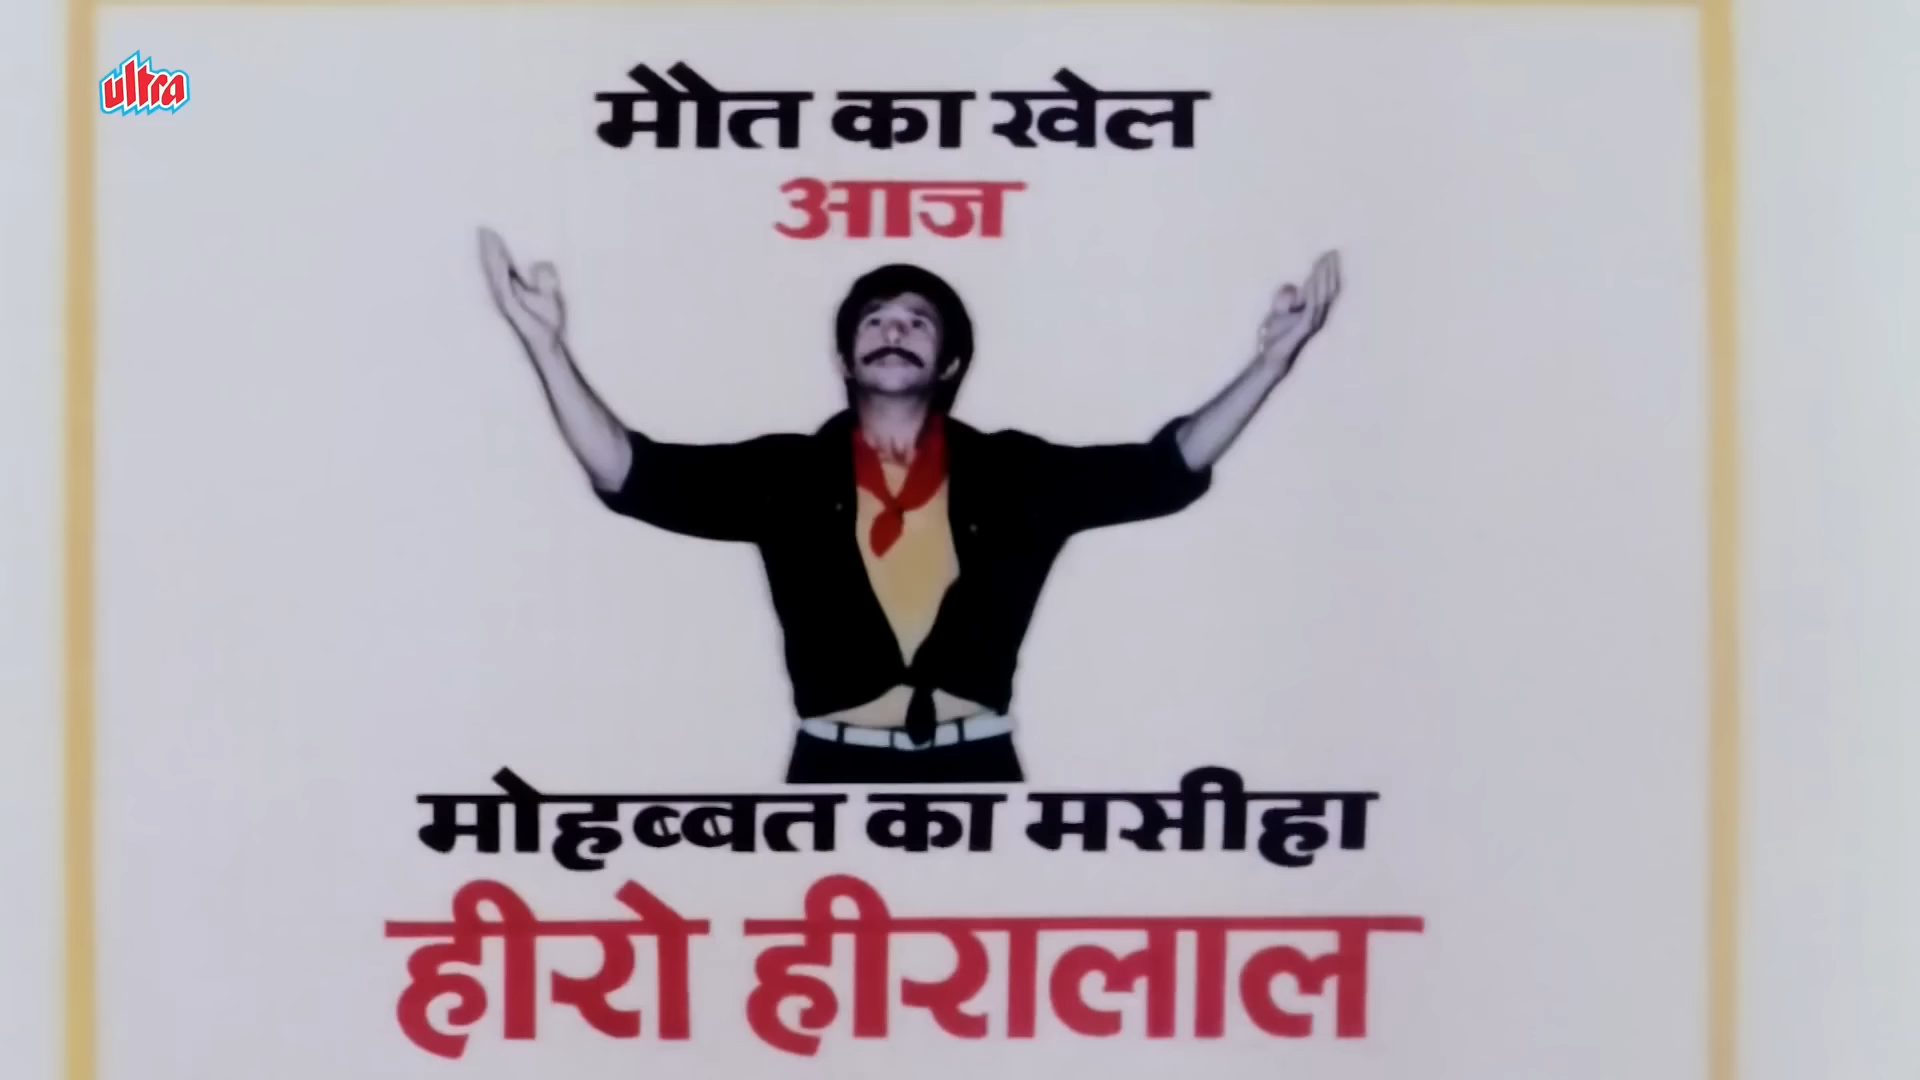 ultra
मौत का खेल
आज
मोहब्बत का मसीहा
हीरो हीरालाल